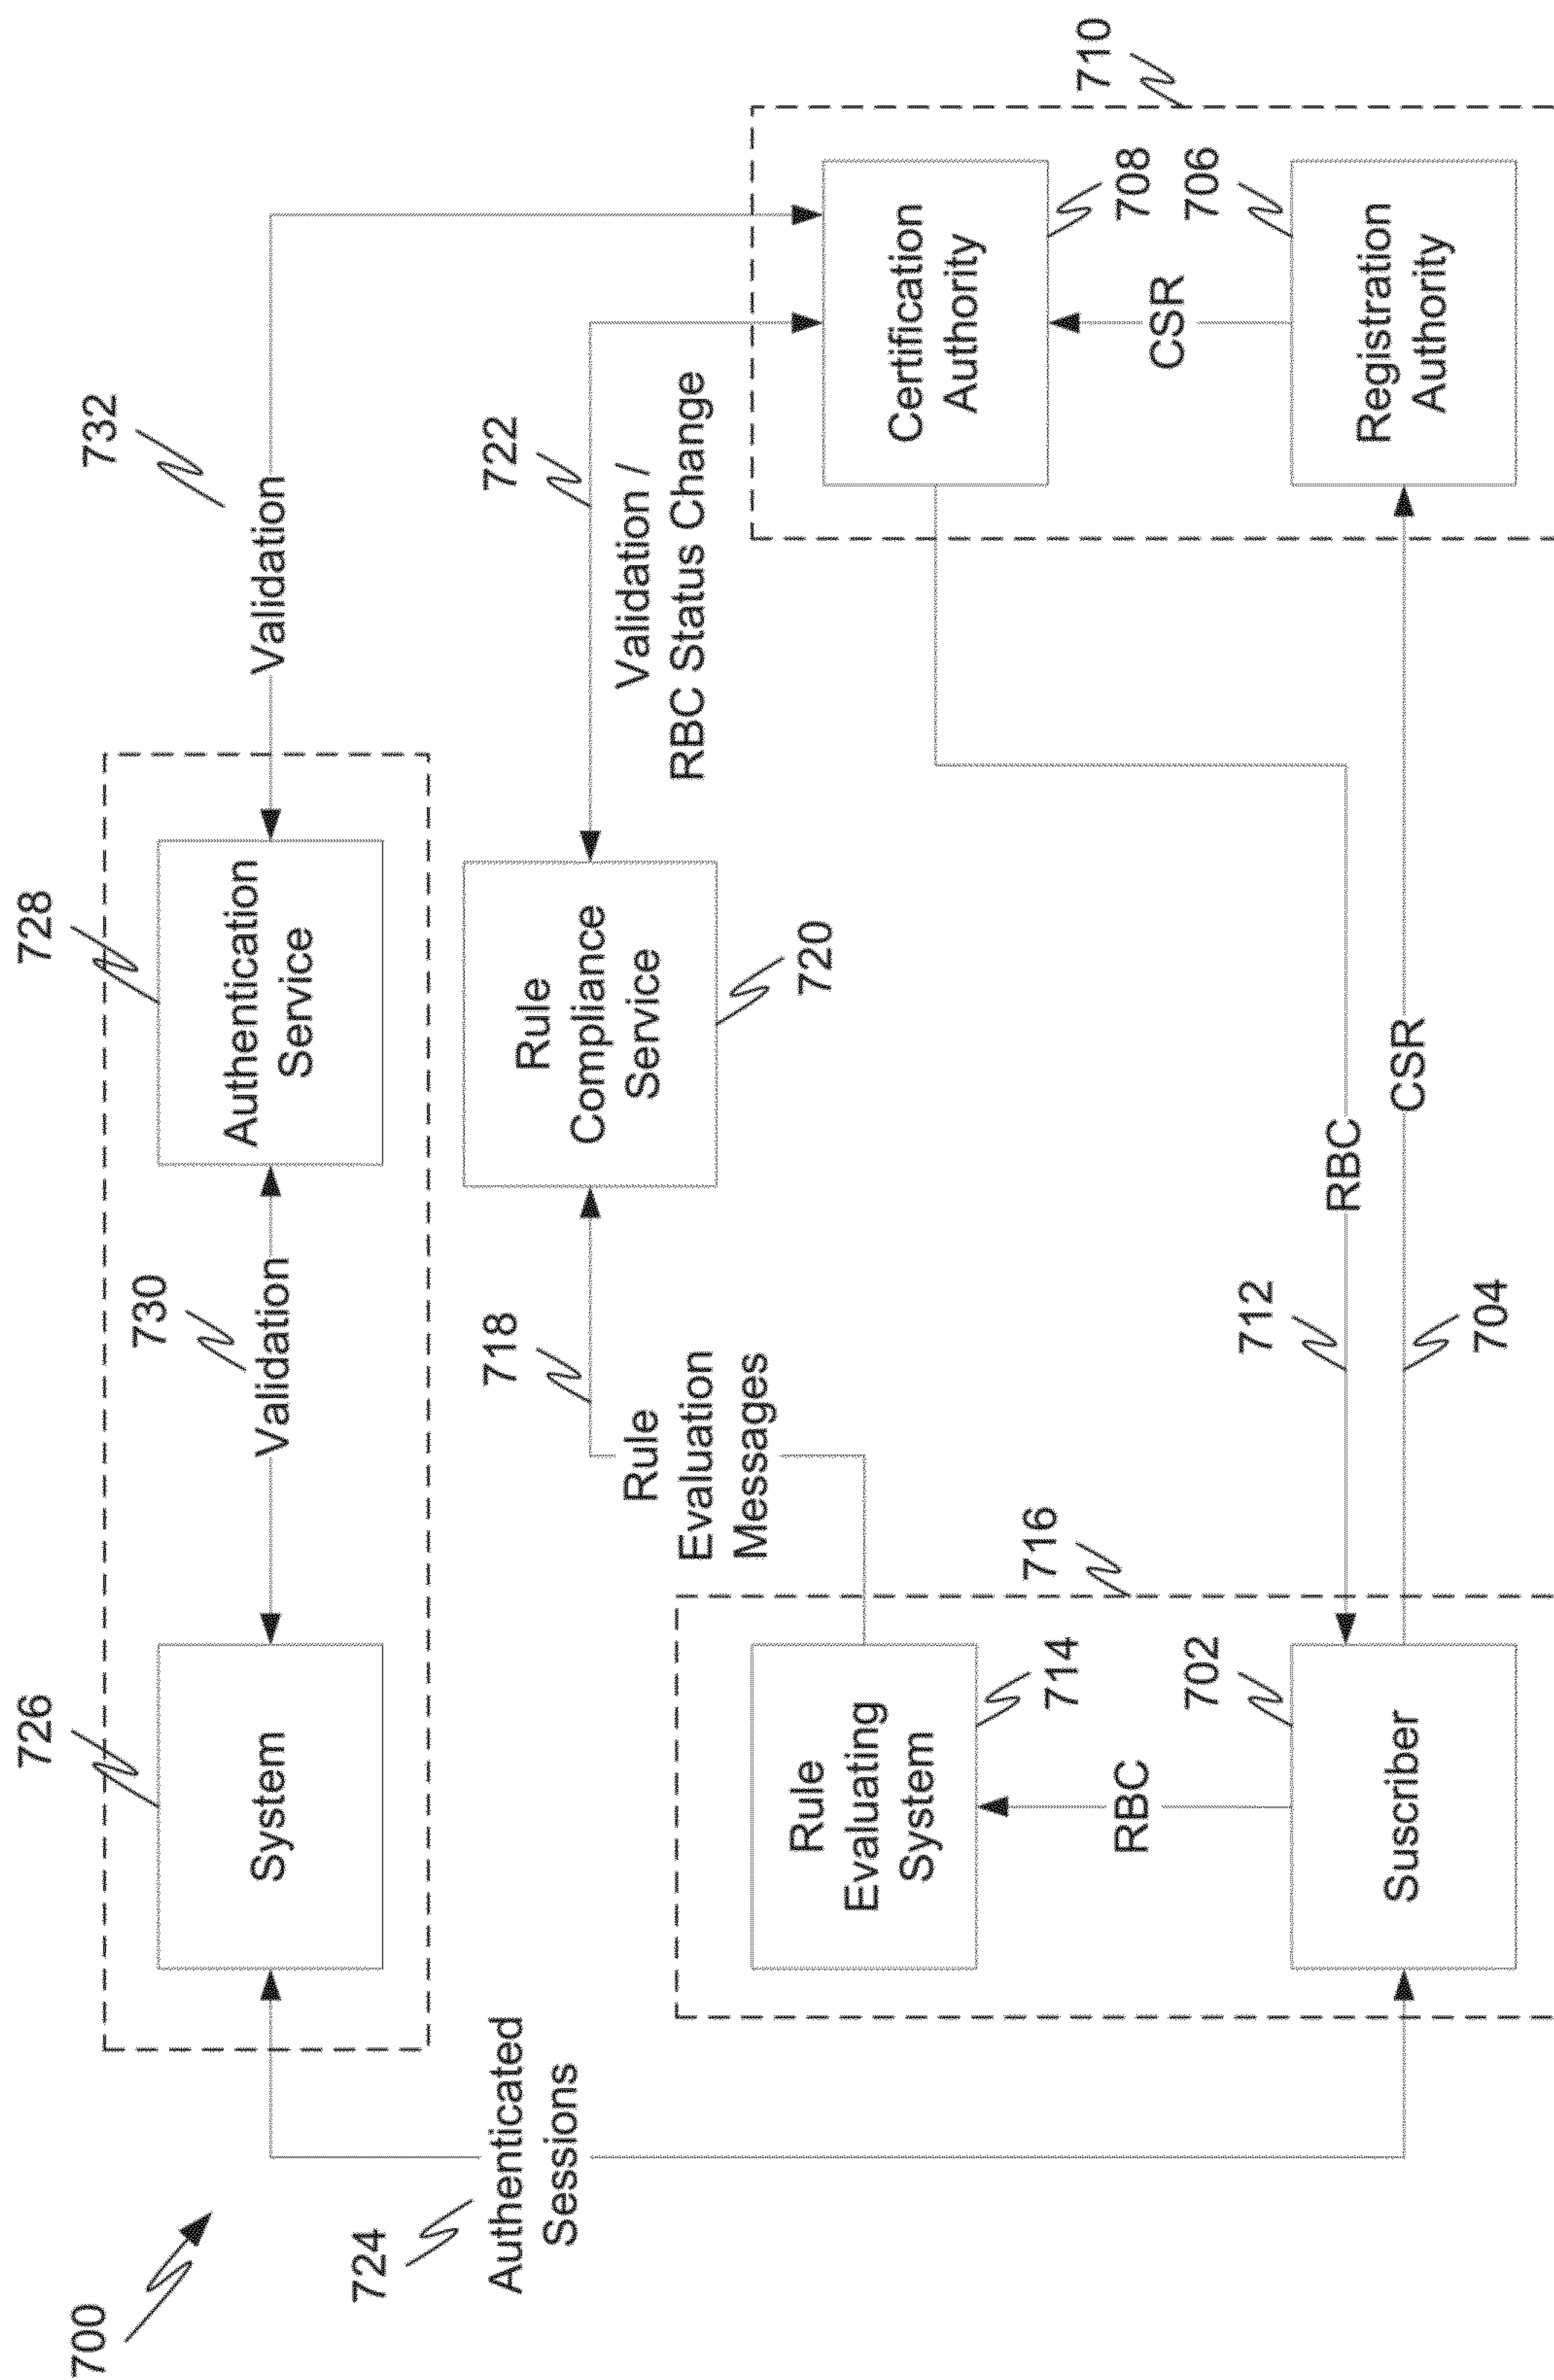 700
724
Authenticated
Sessions
726
System
730
Validation
728
Authentication
Service
Validation
732
718
Rule
Evaluation
Messages
Rule
Compliance
Service
720
722
Validation /
RBC Status Change
716
Rule
Evaluating
System
714
RBC
702
Suscriber
712
RBC
704
CSR
710
Certification
Authority
708
CSR
706
Registration
Authority